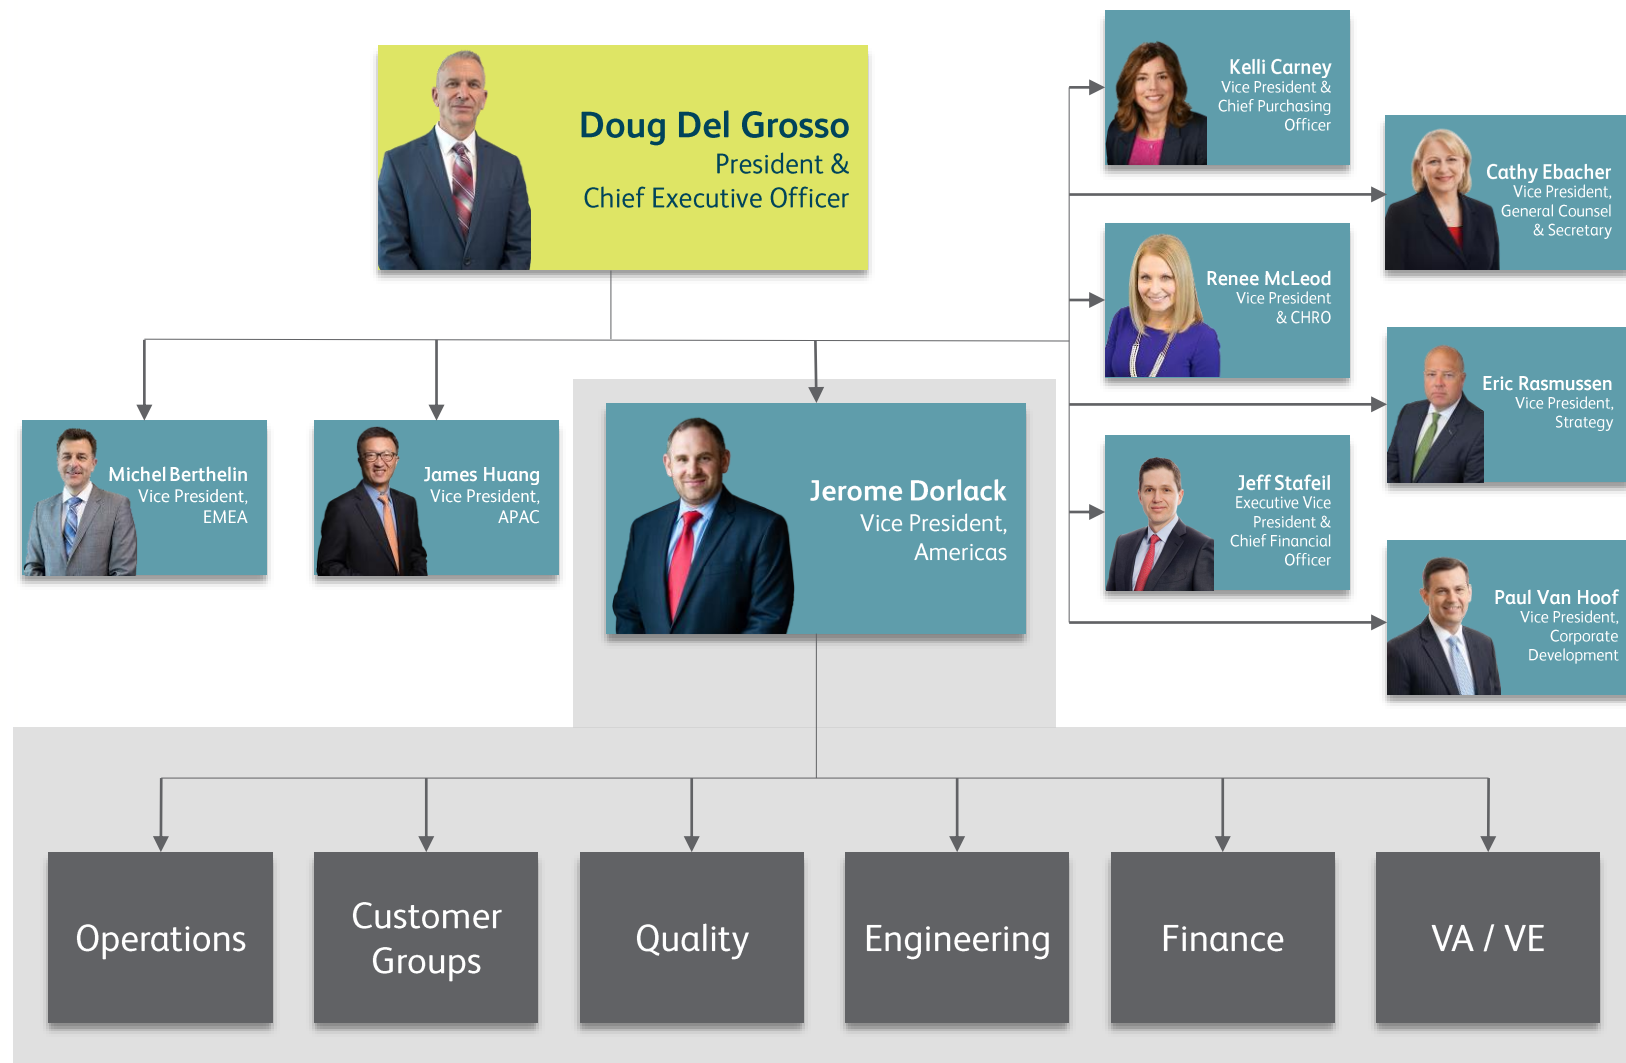 Doug Del Grosso
President &
Chief Executive Officer
Kelli Carney
Vice President &
Chief Purchasing
Officer
Cathy Ebacher
Vice President,
General Counsel
& Secretary
Renee McLeod
Vice President
& CHRO
Eric Rasmussen
Vice President,
Strategy
Jeff Stafeil
Executive Vice
President &
Chief Financial
Officer
Paul Van Hoof
Vice President,
Corporate
Development
Michel Berthelin
Vice President,
EMEA
James Huang
Vice President,
APAC
Jerome Dorlack
Vice President,
Americas
Operations
Customer
Groups
Quality
Engineering
Finance
VA / VE